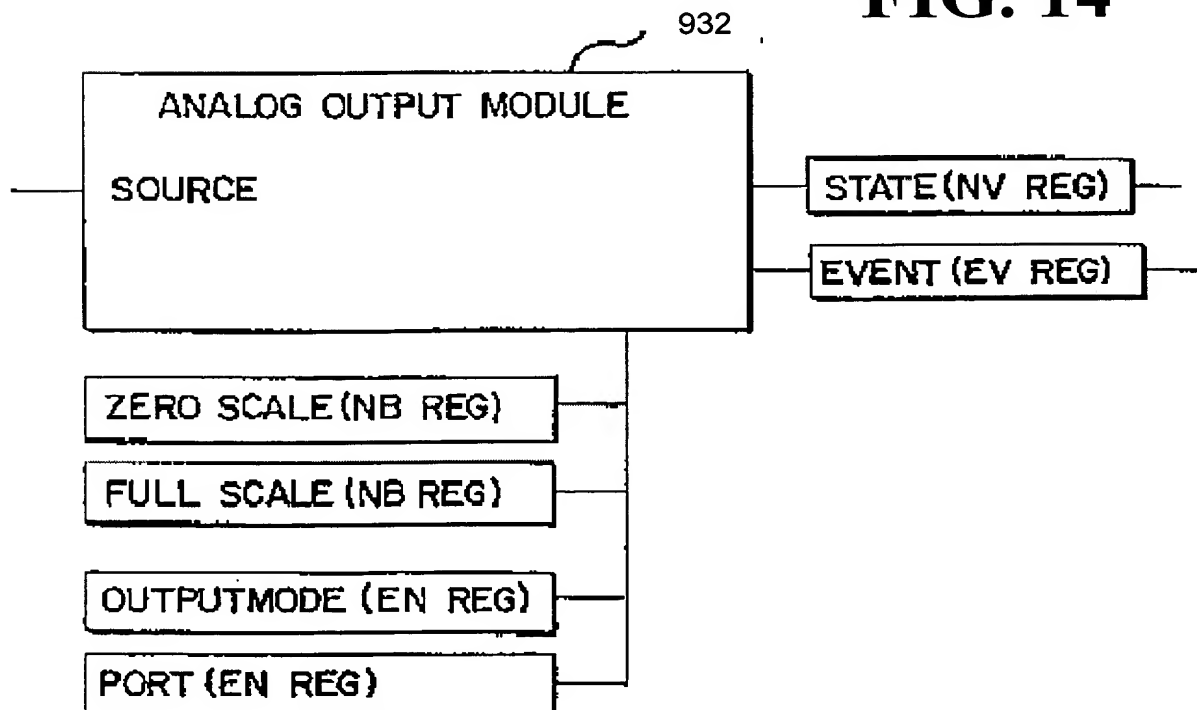 FIG. 14
932
ANALOG OUTPUT MODULE
SOURCE
STATE (NV REG)
EVENT (EV REG)
ZERO SCALE (NB REG)
FULL SCALE (NB REG)
OUTPUTMODE (EN REG)
PORT (EN REG)